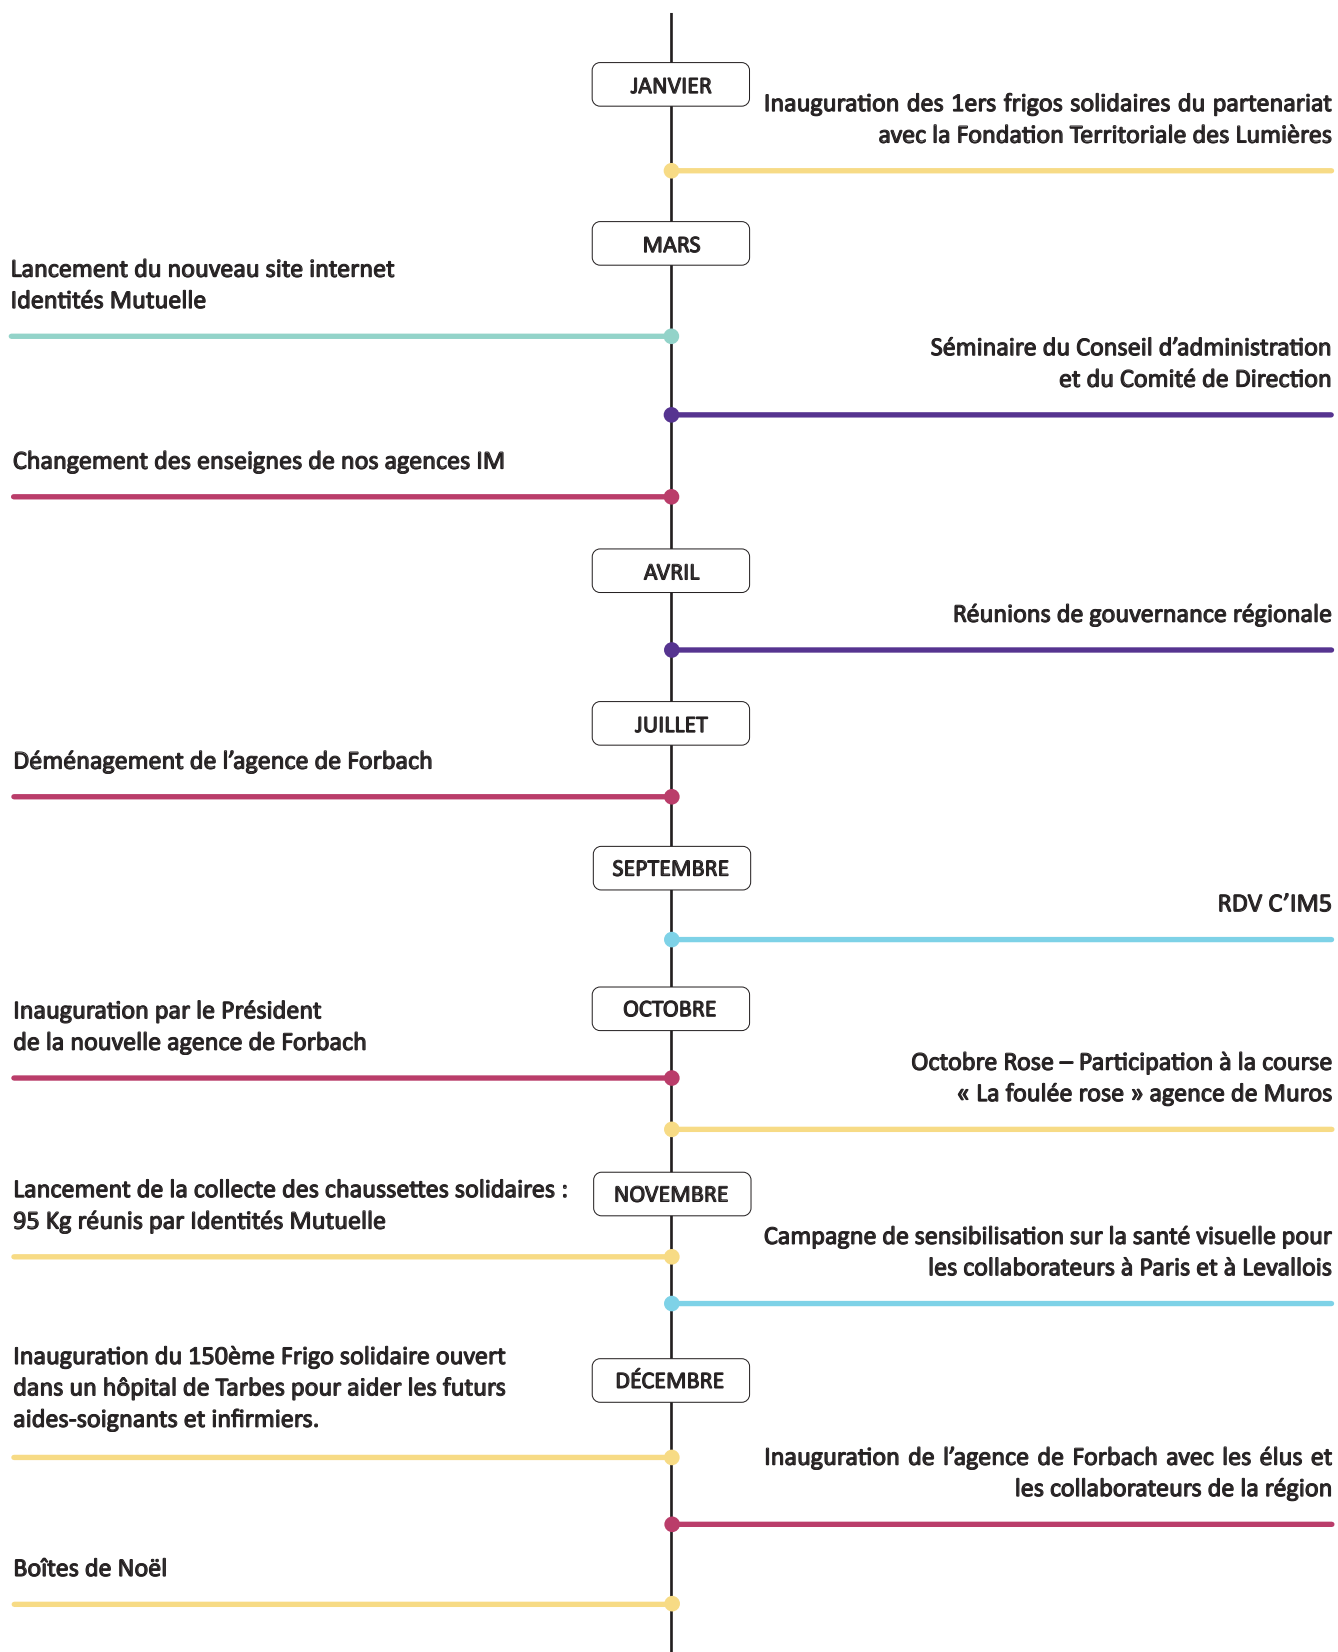 JANVIER
Inauguration des 1ers frigos solidaires du partenariat
avec la Fondation Territoriale des Lumières
MARS
Lancement du nouveau site internet
Identités Mutuelle
Séminaire du Conseil d’administration
et du Comité de Direction
Changement des enseignes de nos agences IM
AVRIL
Réunions de gouvernance régionale
JUILLET
Déménagement de l’agence de Forbach
SEPTEMBRE
RDV C’IM5
OCTOBRE
Inauguration par le Président
de la nouvelle agence de Forbach
Octobre Rose – Participation à la course
« La foulée rose » agence de Muros
NOVEMBRE
Lancement de la collecte des chaussettes solidaires :
95 Kg réunis par Identités Mutuelle
Campagne de sensibilisation sur la santé visuelle pour
les collaborateurs à Paris et à Levallois
DÉCEMBRE
Inauguration du 150ème Frigo solidaire ouvert
dans un hôpital de Tarbes pour aider les futurs
aides-soignants et infirmiers.
Inauguration de l’agence de Forbach avec les élus et
les collaborateurs de la région
Boîtes de Noël